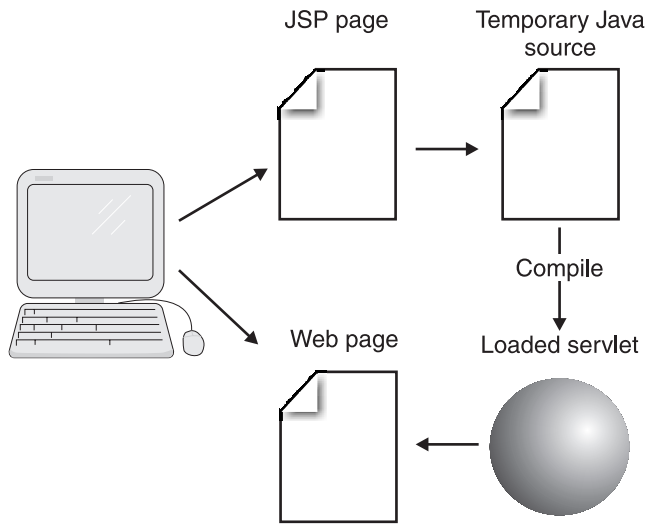 JSP page
Temporary Java
source
Compile
Web page
Loaded servlet